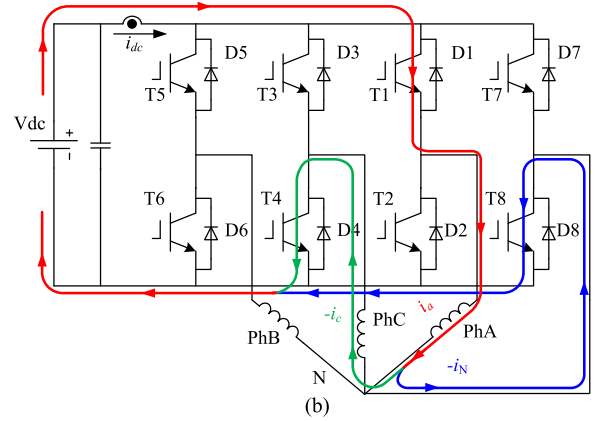 i_dc
D5
D3
D1
D7
T5
T3
T1
T7
Vdc
+
-
T6
T4
T2
T8
D6
D4
D2
D8
-i_c
i_a
PhB
PhC
PhA
N
-i_N
(b)